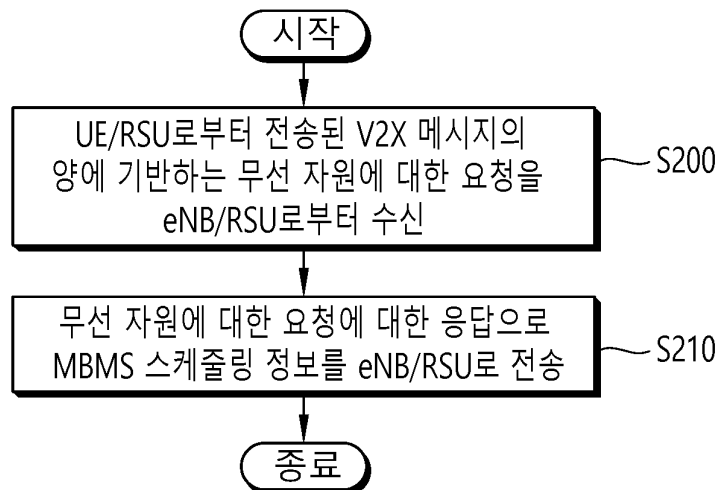 시작
UE/RSU로부터 전송된 V2X 메시지의
양에 기반하는 무선 자원에 대한 요청을
eNB/RSU로부터 수신
S200
무선 자원에 대한 요청에 대한 응답으로
MBMS 스케줄링 정보를 eNB/RSU로 전송
S210
종료